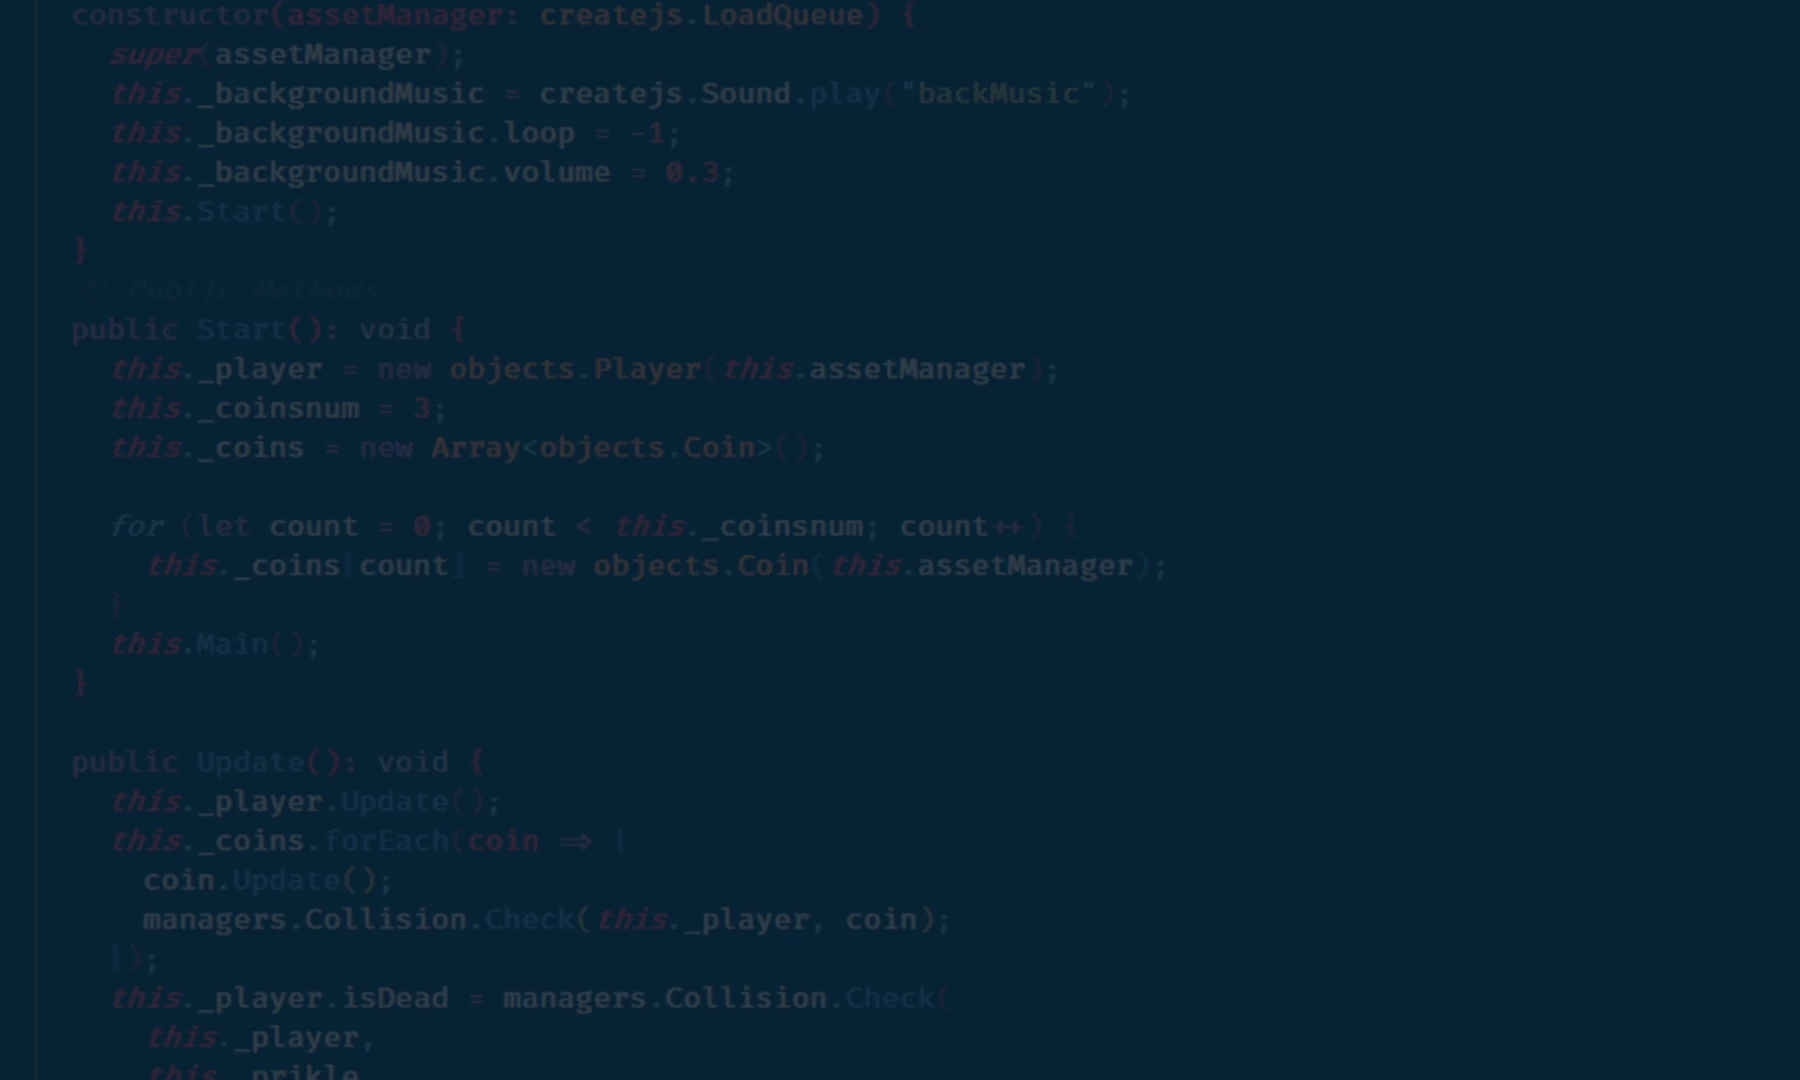 constructor(assetManager: createjs.LoadQueue) {
super(assetManager);
this._backgroundMusic = createjs.Sound.play("backMusic");
this._backgroundMusic.loop = -1;
this._backgroundMusic.volume = 0.3;
this.Start();
}
// Public Methods
public Start(): void {
this._player = new objects.Player(this.assetManager);
this._coinsnum = 3;
this._coins = new Array<objects.Coin>();
for (let count = 0; count < this._coinsnum; count++) {
this._coins[count] = new objects.Coin(this.assetManager);
}
this.Main();
}
public Update(): void {
this._player.Update();
this._coins.forEach(coin => {
coin.Update();
managers.Collision.Check(this._player, coin);
});
this._player.isDead = managers.Collision.Check(
this._player,
this._prikle